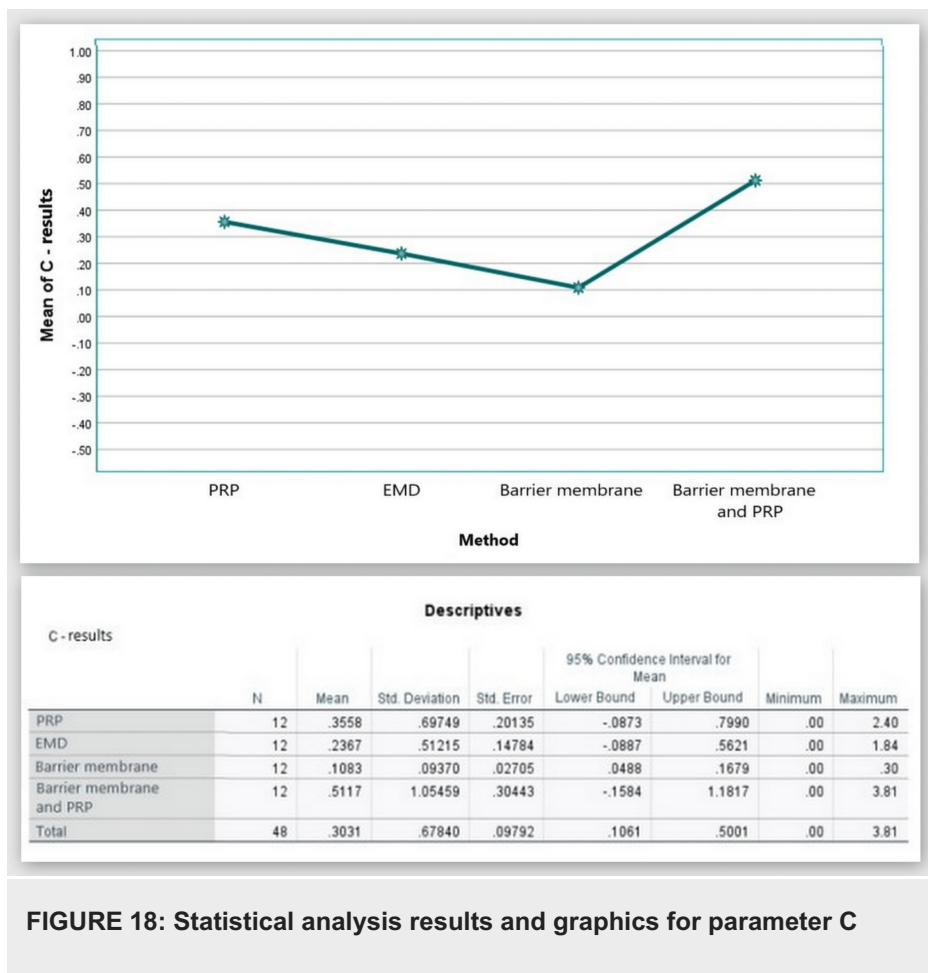 1.00
.90
.80
.70
.60
.50
.40
.30
.20
.10
.00
-.10
-.20
-.30
-.40
-.50
Mean of C - results
PRP EMD Barrier membrane Barrier membrane
and PRP
Method
Descriptives
C - results
95% Confidence Interval for
Mean
N Mean Std. Deviation Std. Error Lower Bound Upper Bound Minimum Maximum
PRP 12 .3558 .69749 .20135 -.0873 .7990 .00 2.40
EMD 12 .2367 .51215 .14784 -.0887 .5621 .00 1.84
Barrier membrane 12 .1083 .09370 .02705 .0488 .1679 .00 .30
Barrier membrane 12 .5117 1.05459 .30443 -.1584 1.1817 .00 3.81
and PRP
Total 48 .3031 .67840 .09792 .1061 .5001 .00 3.81
FIGURE 18: Statistical analysis results and graphics for parameter C